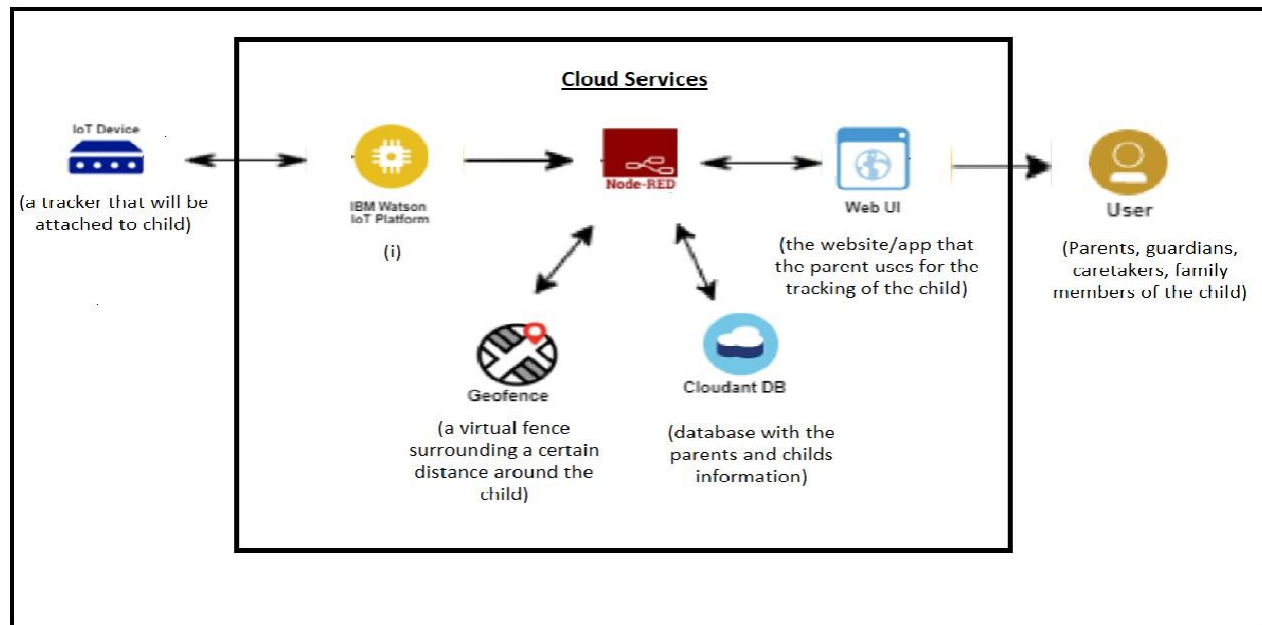 Cloud Services
IoT Device
(a tracker that will be
attached to child)
IBM Watson
IoT Platform
(i)
Node-RED
Web UI
(the website/app that
the parent uses for the
tracking of the child)
User
(Parents, guardians,
caretakers, family
members of the child)
Geofence
(a virtual fence
surrounding a certain
distance around the
child)
Cloudant DB
(database with the
parents and childs
information)